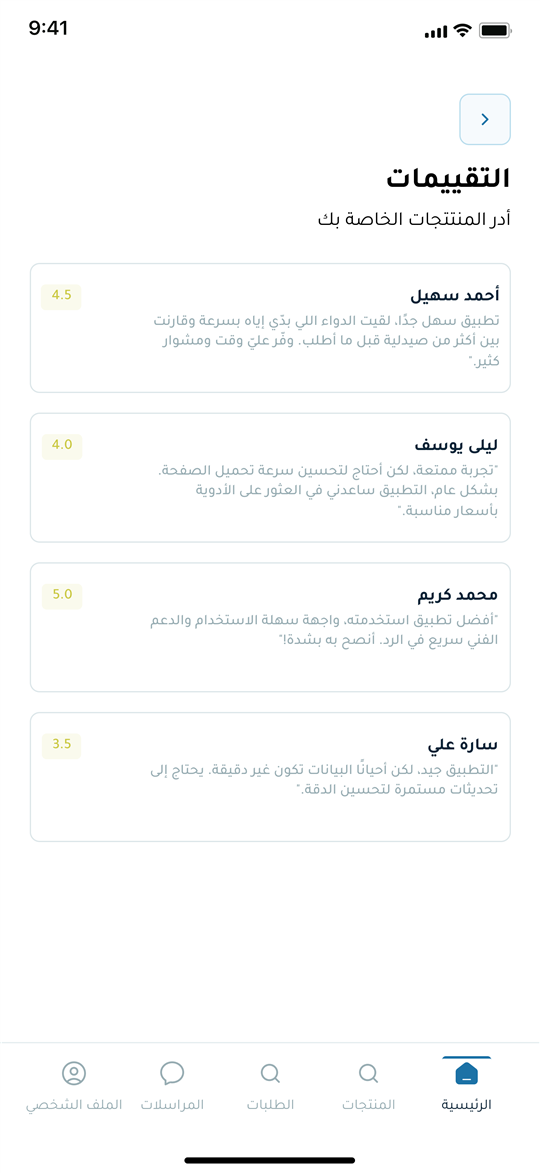 9:41
التقييمات
أدر المنتتجات الخاصة بك
أحمد سهيل
4.5
تطبيق سهل جدًا، لقيت الدواء اللي بدّي إياه بسرعة وقارنت
بين أكثر من صيدلية قبل ما أطلب. وفّر عليّ وقت ومشوار
كثير."
ليلى يوسف
4.0
"تجربة ممتعة، لكن أحتاج لتحسين سرعة تحميل الصفحة.
بشكل عام، التطبيق ساعدني في العثور على الأدوية
بأسعار مناسبة."
محمد كريم
5.0
"أفضل تطبيق استخدمته، واجهة سهلة الاستخدام والدعم
الفني سريع في الرد. أنصح به بشدة!"
سارة علي
3.5
"التطبيق جيد، لكن أحيانًا البيانات تكون غير دقيقة. يحتاج إلى
تحديثات مستمرة لتحسين الدقة."
الرئيسية
المنتجات
الطلبات
المراسلات
الملف الشخصي